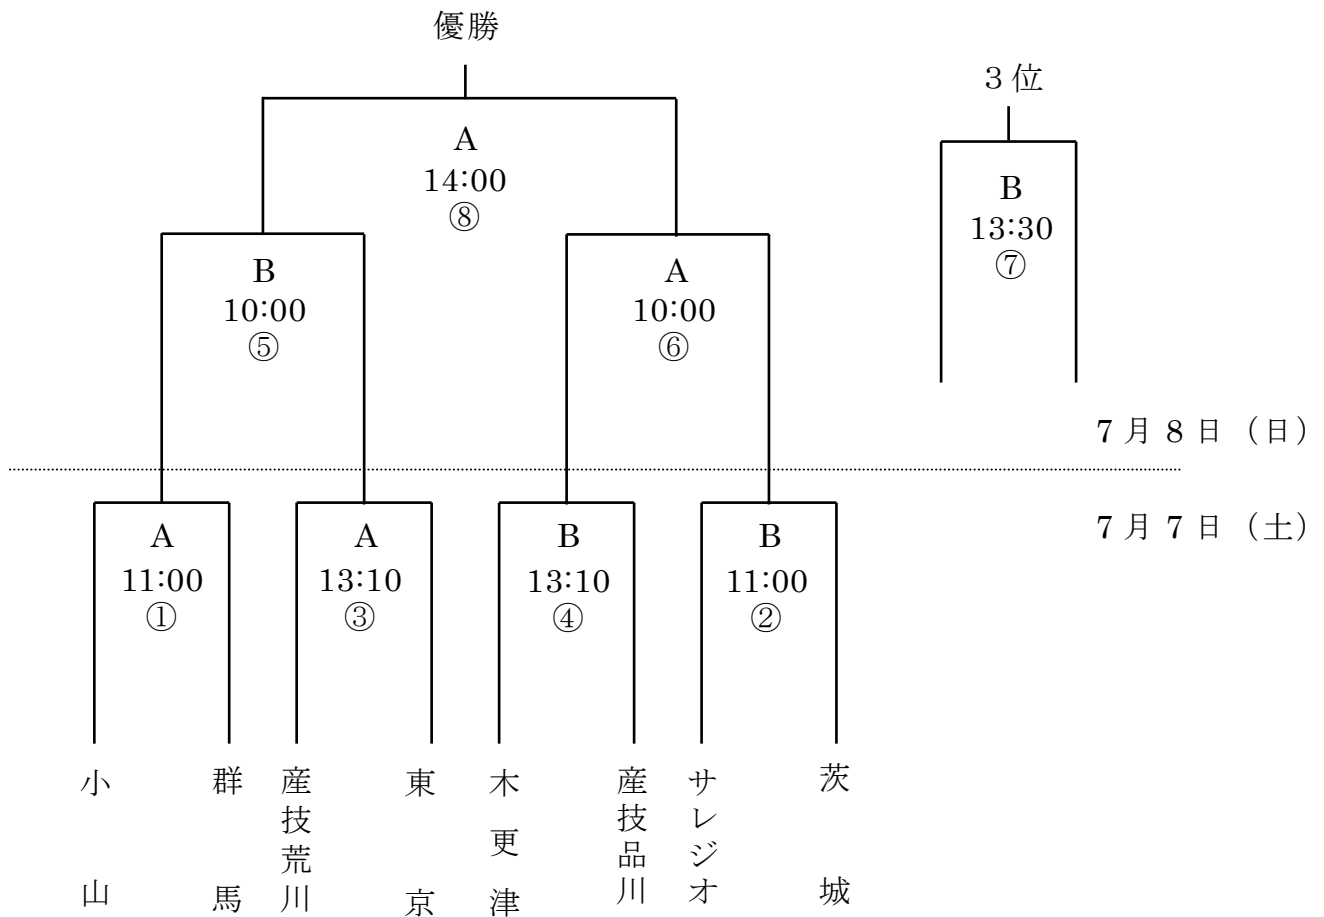 優勝
3位
A
14:00
⑧
B
13:30
⑦
B
10:00
⑤
A
10:00
⑥
7月8日（日）
7月7日（土）
A
11:00
①
A
13:10
③
B
13:10
④
B
11:00
②
小山
群馬
産技荒川
東京
木更津
産技品川
サレジオ
茨城